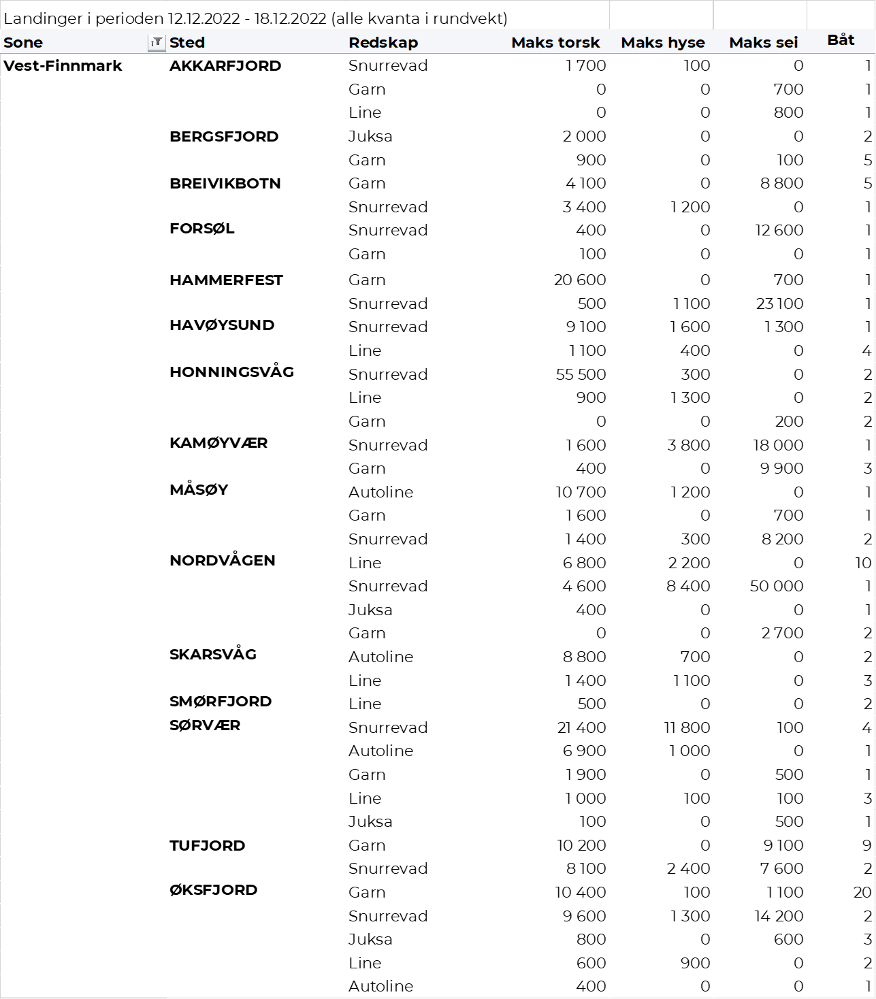 Landinger i perioden 12.12.2022 - 18.12.2022 (alle kvanta i rundvekt)
Sone Sted Redskap Maks torsk Maks hyse Maks sei Båt
Vest-Finnmark AKKARFJORD Snurrevad 1 700 100 0 1
Garn 0 0 700 1
Line 0 0 800 1
BERGSFJORD Juksa 2 000 0 0 2
Garn 900 0 100 5
BREIVIKBOTN Garn 4 100 0 8 800 5
Snurrevad 3 400 1 200 0 1
FORSØL Snurrevad 400 0 12 600 1
Garn 100 0 0 1
HAMMERFEST Garn 20 600 0 700 1
Snurrevad 500 1 100 23 100 1
HAVØYSUND Snurrevad 9 100 1 600 1 300 1
Line 1 100 400 0 4
HONNINGSVÅG Snurrevad 55 500 300 0 2
Line 900 1 300 0 2
Garn 0 0 200 2
KAMØYVÆR Snurrevad 1 600 3 800 18 000 1
Garn 400 0 9 900 3
MÅSØY Autoline 10 700 1 200 0 1
Garn 1 600 0 700 1
Snurrevad 1 400 300 8 200 2
NORDVÅGEN Line 6 800 2 200 0 10
Snurrevad 4 600 8 400 50 000 1
Juksa 400 0 0 1
Garn 0 0 2 700 2
SKARSVÅG Autoline 8 800 700 0 2
Line 1 400 1 100 0 3
SMØRFJORD Line 500 0 0 2
SØRVÆR Snurrevad 21 400 11 800 100 4
Autoline 6 900 1 000 0 1
Garn 1 900 0 500 1
Line 1 000 100 100 3
Juksa 100 0 500 1
TUFJORD Garn 10 200 0 9 100 9
Snurrevad 8 100 2 400 7 600 2
ØKSFJORD Garn 10 400 100 1 100 20
Snurrevad 9 600 1 300 14 200 2
Juksa 800 0 600 3
Line 600 900 0 2
Autoline 400 0 0 1